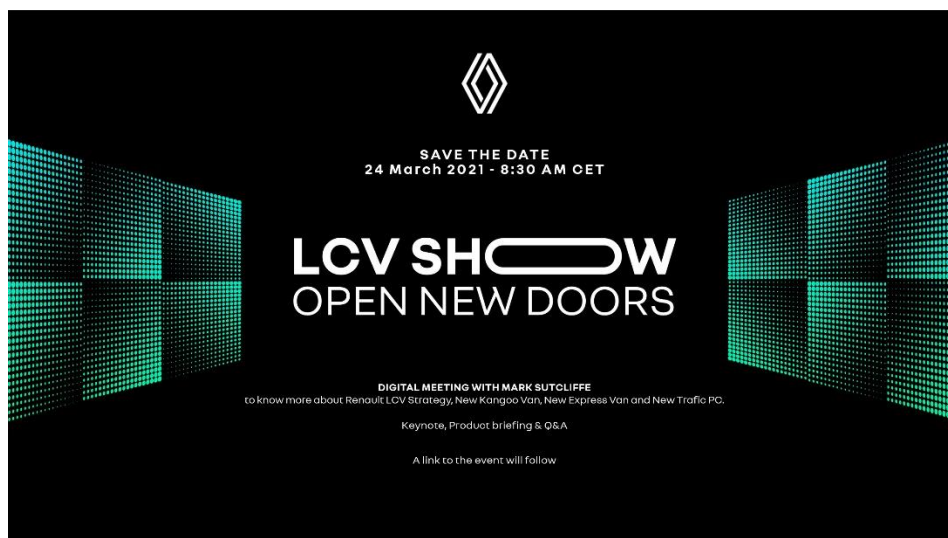 SAVE THE DATE
24 March 2021 - 8:30 AM CET
LCV SHOW
OPEN NEW DOORS
DIGITAL MEETING WITH MARK SUTCLIFFE
to know more about Renault LCV Strategy, New Kangoo Van, New Express Van and New Trafic PC.
Keynote, Product briefing & Q&A
A link to the event will follow